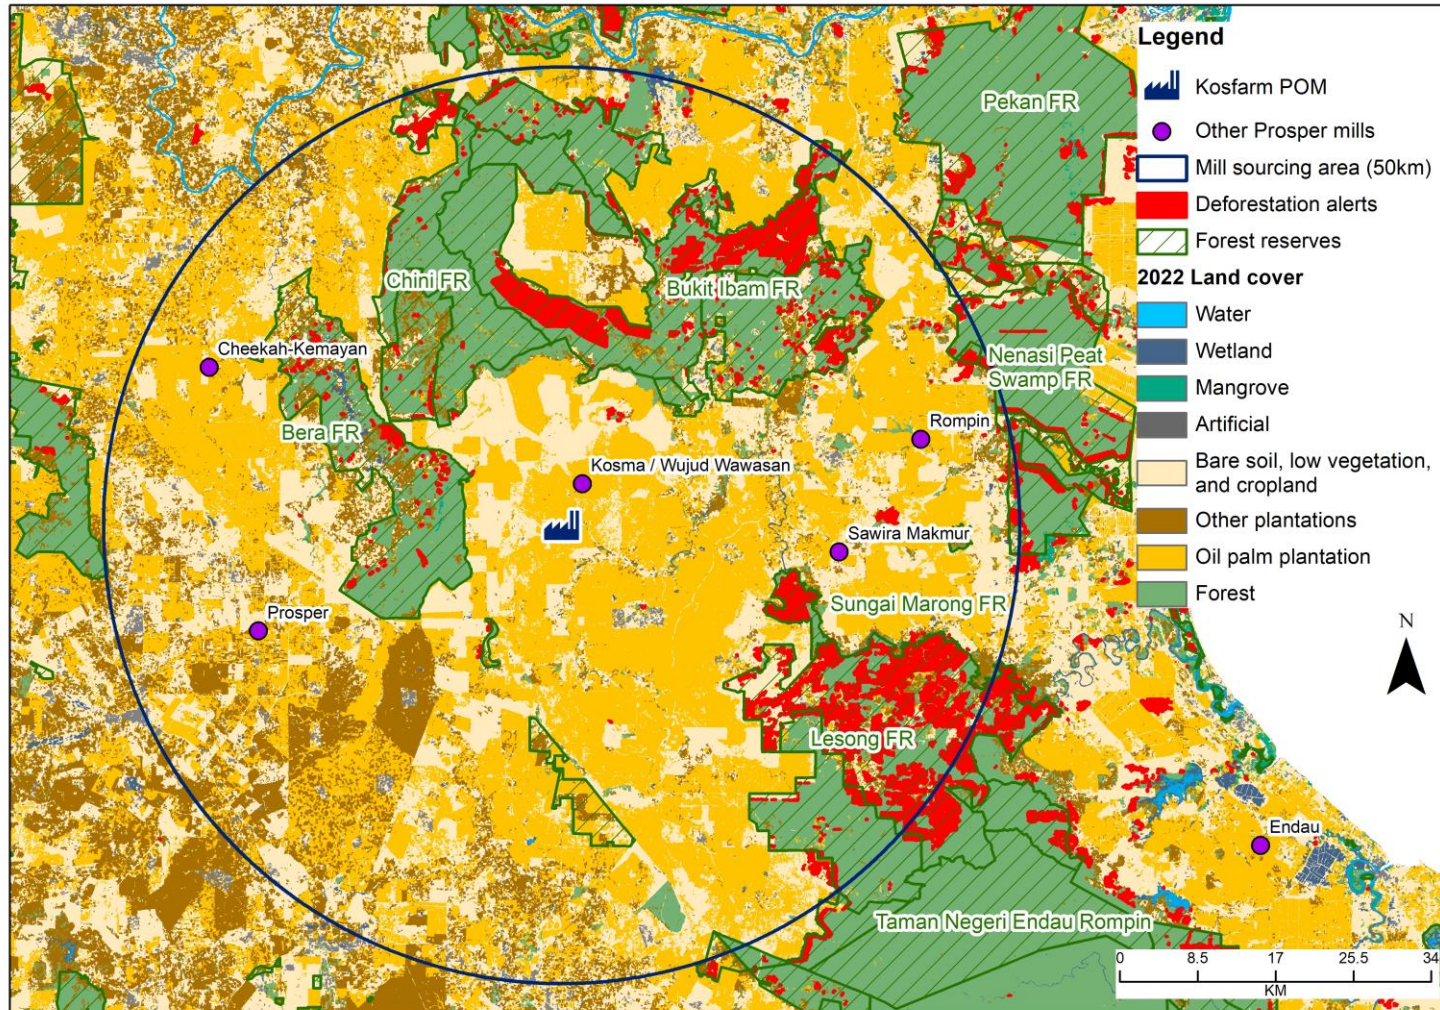 Legend
Kosfarm POM
Other Prosper mills
Mill sourcing area (50km)
Deforestation alerts
Forest reserves
2022 Land cover
Water
Wetland
Mangrove
Artificial
Bare soil, low vegetation,
and cropland
Other plantations
Oil palm plantation
Forest
Pekan FR
Chini FR
Bukit Ibam FR
Cheekah-Kemayan
Nenasi Peat
Swamp FR
Bera FR
Rompin
Kosma / Wujud Wawasan
Sawira Makmur
Sungai Marong FR
Prosper
N
Lesong FR
Endau
Taman Negeri Endau Rompin
0 8.5 17 25.5 34
KM